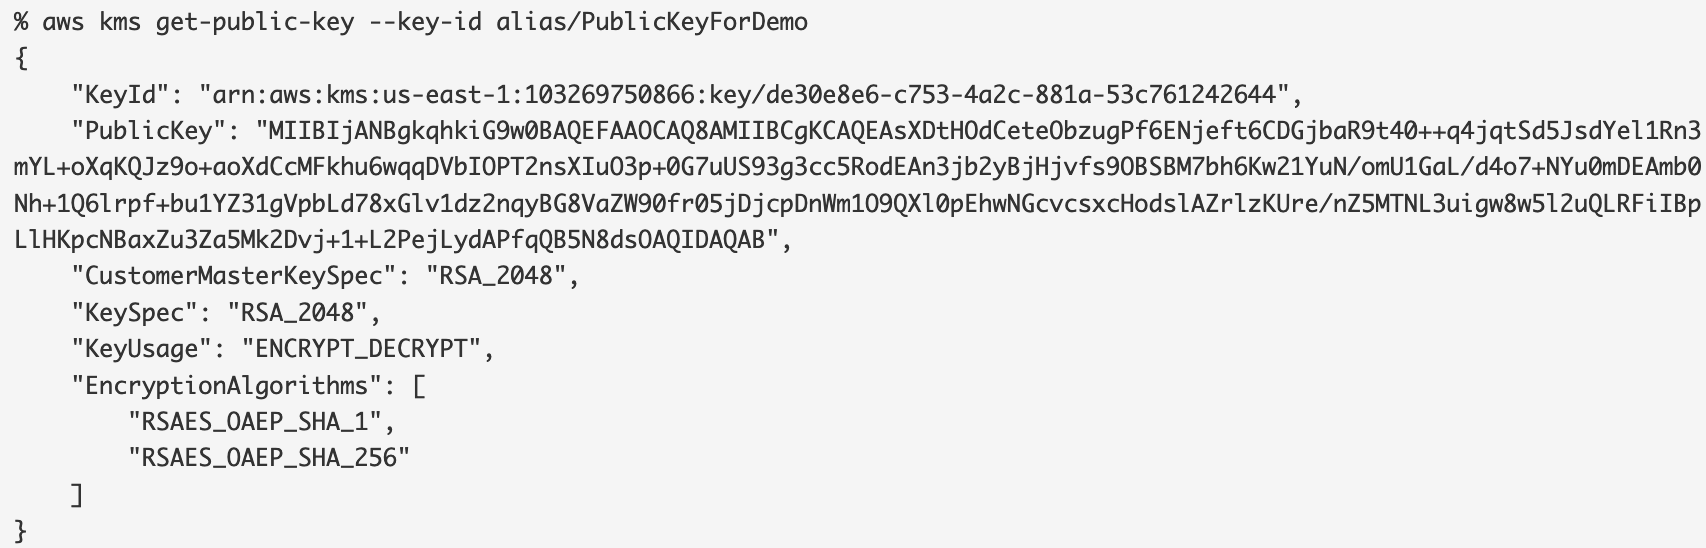 % aws kms get-public-key --key-id alias/PublicKeyForDemo
{
    "KeyId": "arn:aws:kms:us-east-1:103269750866:key/de30e8e6-c753-4a2c-881a-53c761242644",
    "PublicKey": "MIIBIjANBgkqhkiG9w0BAQEFAAOCAQ8AMIIBCgKCAQEAsXDtHOdCeteObzugPf6ENjeft6CDGjbaR9t40++q4jqtSd5JsdYel1Rn3
mYL+oXqKQJz9o+aoXdCcMFkhu6wqqDVbIOPT2nsXIuO3p+0G7uUS93g3cc5RodEAn3jb2yBjHjvfs9OBSBM7bh6Kw21YuN/omU1GaL/d4o7+NYu0mDEAmb0
Nh+1Q6lrpf+bu1YZ31gVpbLd78xGlv1dz2nqyBG8VaZW90fr05jDjcpDnWm1O9QXl0pEhwNGcvcsxcHodslAZrlzKUre/nZ5MTNL3uigw8w5l2uQLRFiIBp
LlHKpcNBaxZu3Za5Mk2Dvj+1+L2PejLydAPfqQB5N8dsOAQIDAQAB",
    "CustomerMasterKeySpec": "RSA_2048",
    "KeySpec": "RSA_2048",
    "KeyUsage": "ENCRYPT_DECRYPT",
    "EncryptionAlgorithms": [
        "RSAES_OAEP_SHA_1",
        "RSAES_OAEP_SHA_256"
    ]
}